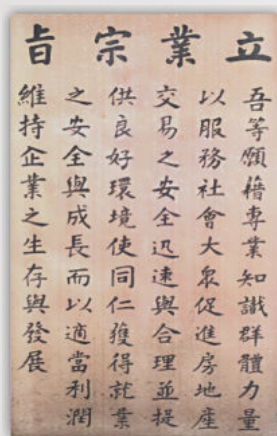 立業宗旨
吾等願藉專業知識群體力量
以服務社會大眾促進房地產
交易之安全迅速與合理並提
供良好環境使同仁獲得就業
之安全與成長而以適當利潤
維持企業之生存與發展